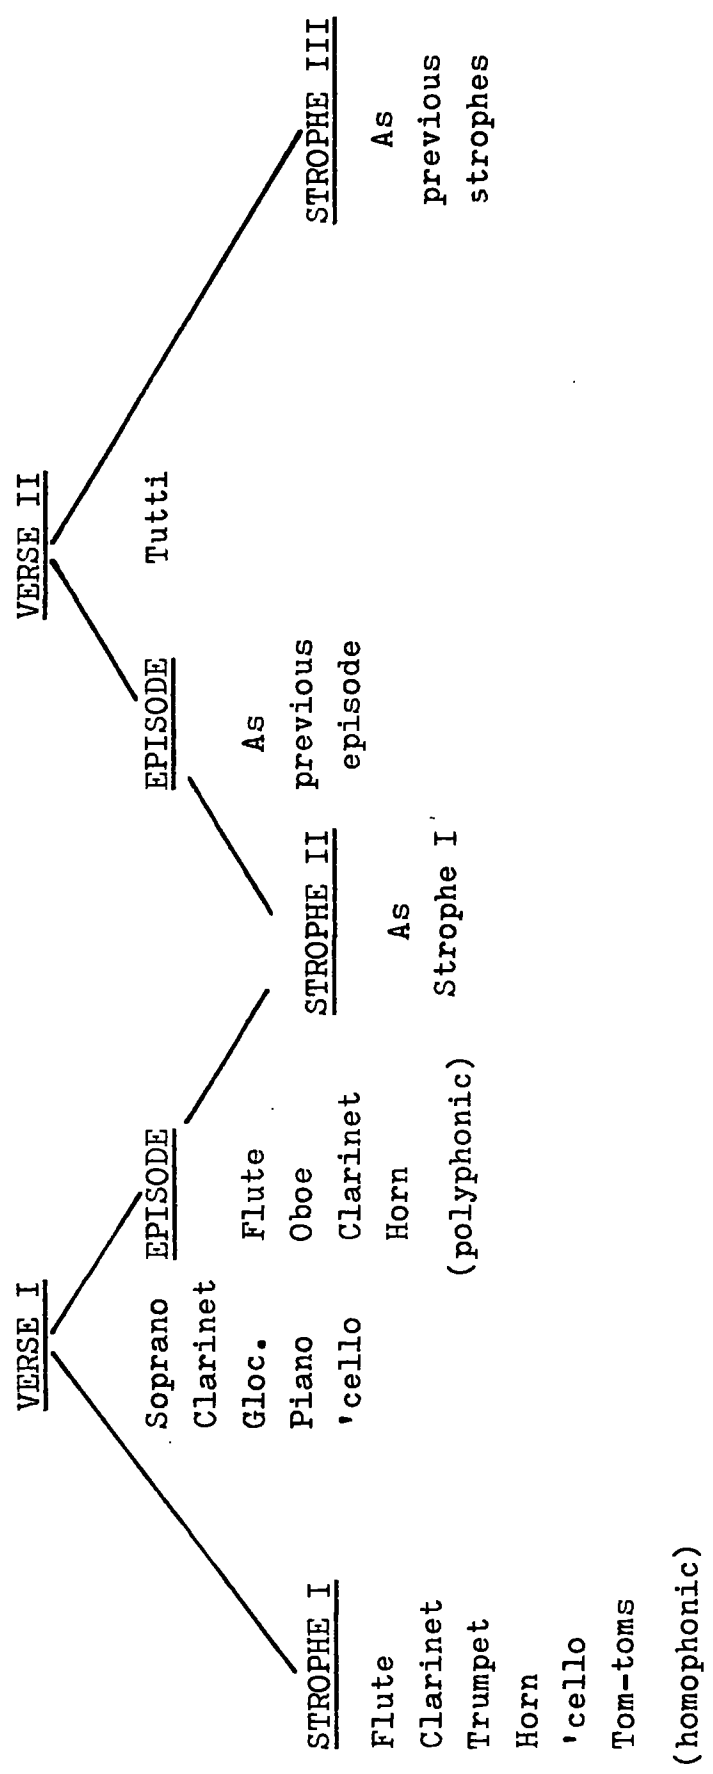 VERSE I
Soprano
Clarinet
Gloc.
Piano
'cello
VERSE II
Tutti
EPISODE
Flute
Oboe
Clarinet
Horn
(polyphonic)
EPISODE
As
previous
episode
STROPHE I
Flute
Clarinet
Trumpet
Horn
'cello
Tom-toms
(homophonic)
STROPHE II
As
Strophe I
STROPHE III
As
previous
strophes